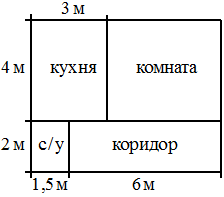 3 м
4 м кухня комната
2 м с/у коридор
1,5 м 6 м